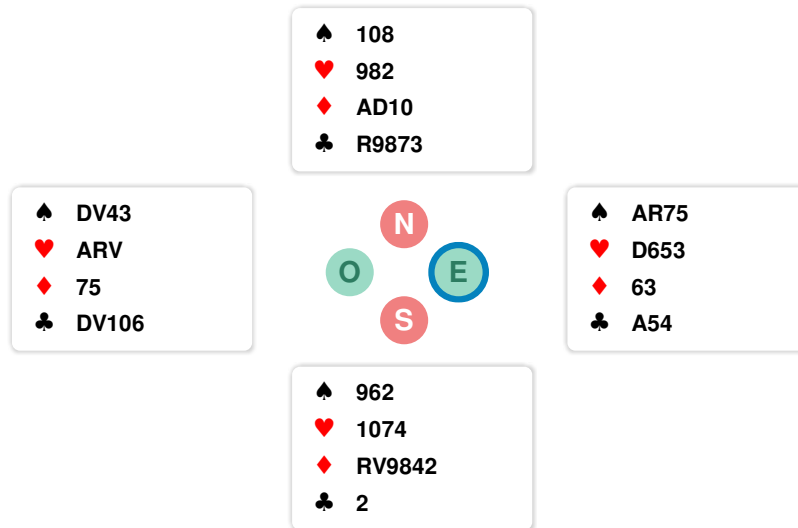 ♠ 108
♥ 982
♦ AD10
♣ R9873
♠ DV43
♥ ARV
♦ 75
♣ DV106
N
O
E
S
♠ AR75
♥ D653
♦ 63
♣ A54
♠ 962
♥ 1074
♦ RV9842
♣ 2